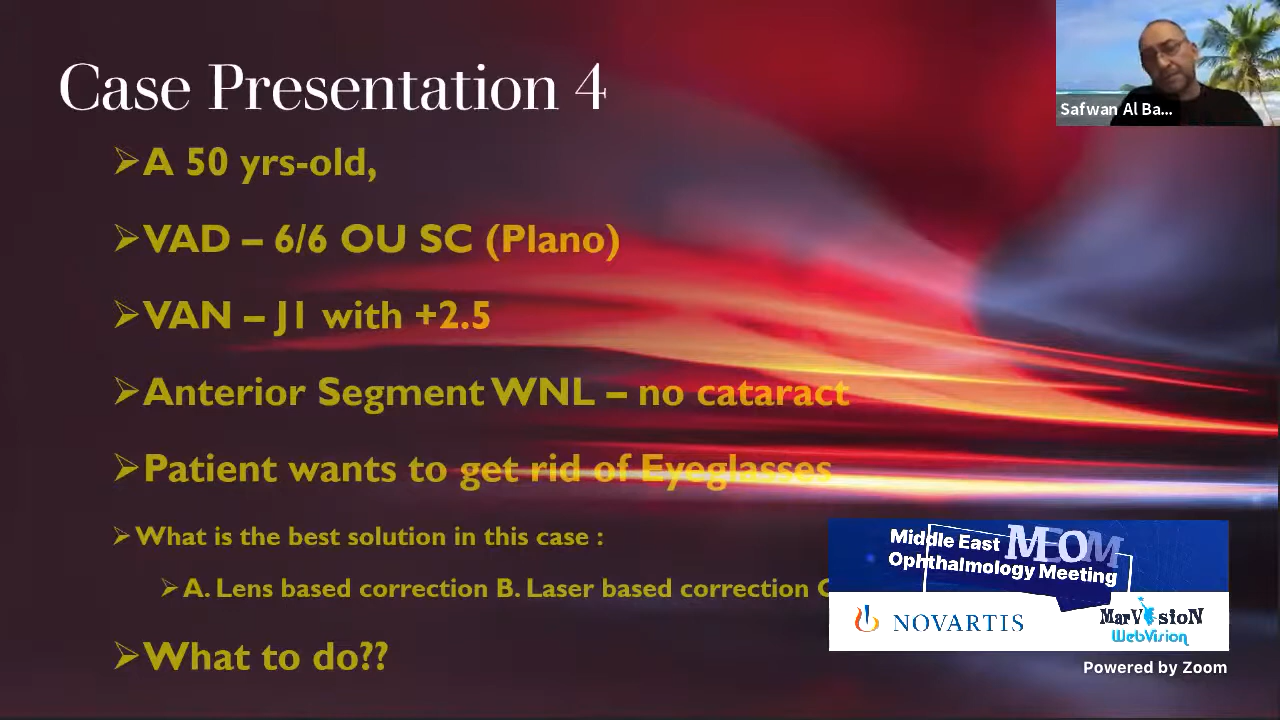 Case Presentation 4
Safwan Al Ba...
➢A 50 yrs-old,
➢VAD – 6/6 OU SC (Plano)
➢VAN – J1 with +2.5
➢Anterior Segment WNL – no cataract
➢Patient wants to get rid of Eyeglasses
➢What is the best solution in this case :
➢A. Lens based correction B. Laser based correction
➢What to do??
Middle East MEOM
Ophthalmology Meeting
NOVARTIS
MarVisioN
WebVision
Powered by Zoom